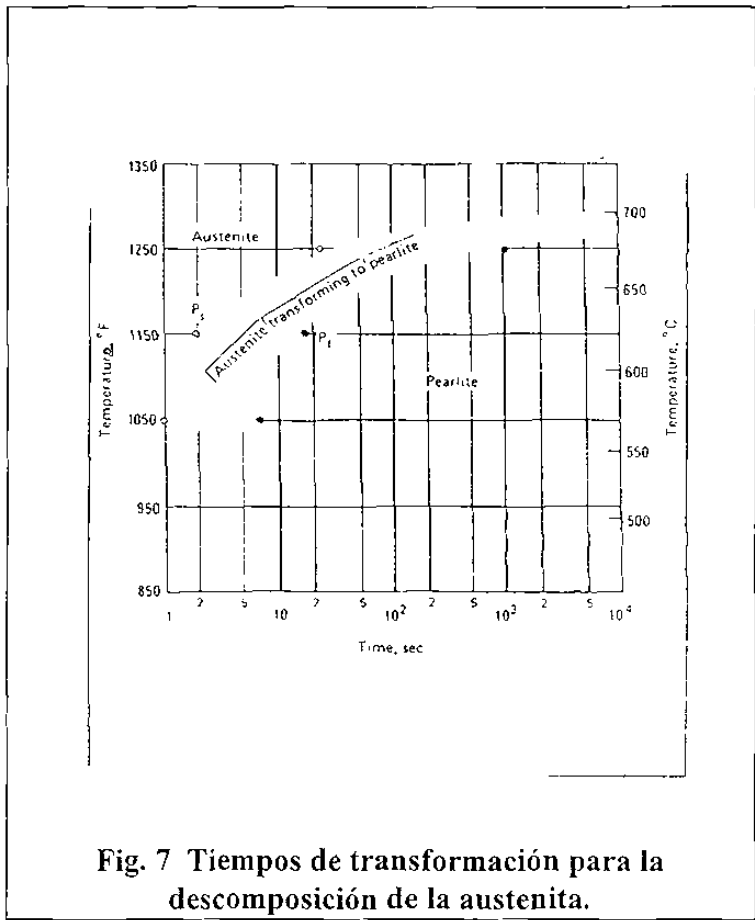 1350
1250
1150
1050
950
850
Temperature, °F
Austenite
Ps
Austenite transforming to pearlite
Pf
Pearlite
700
650
600
550
500
Temperature, °C
1 2 5 10 2 5 10² 2 5 10³ 2 5 10⁴
Time, sec
Fig. 7 Tiempos de transformación para la
descomposición de la austenita.